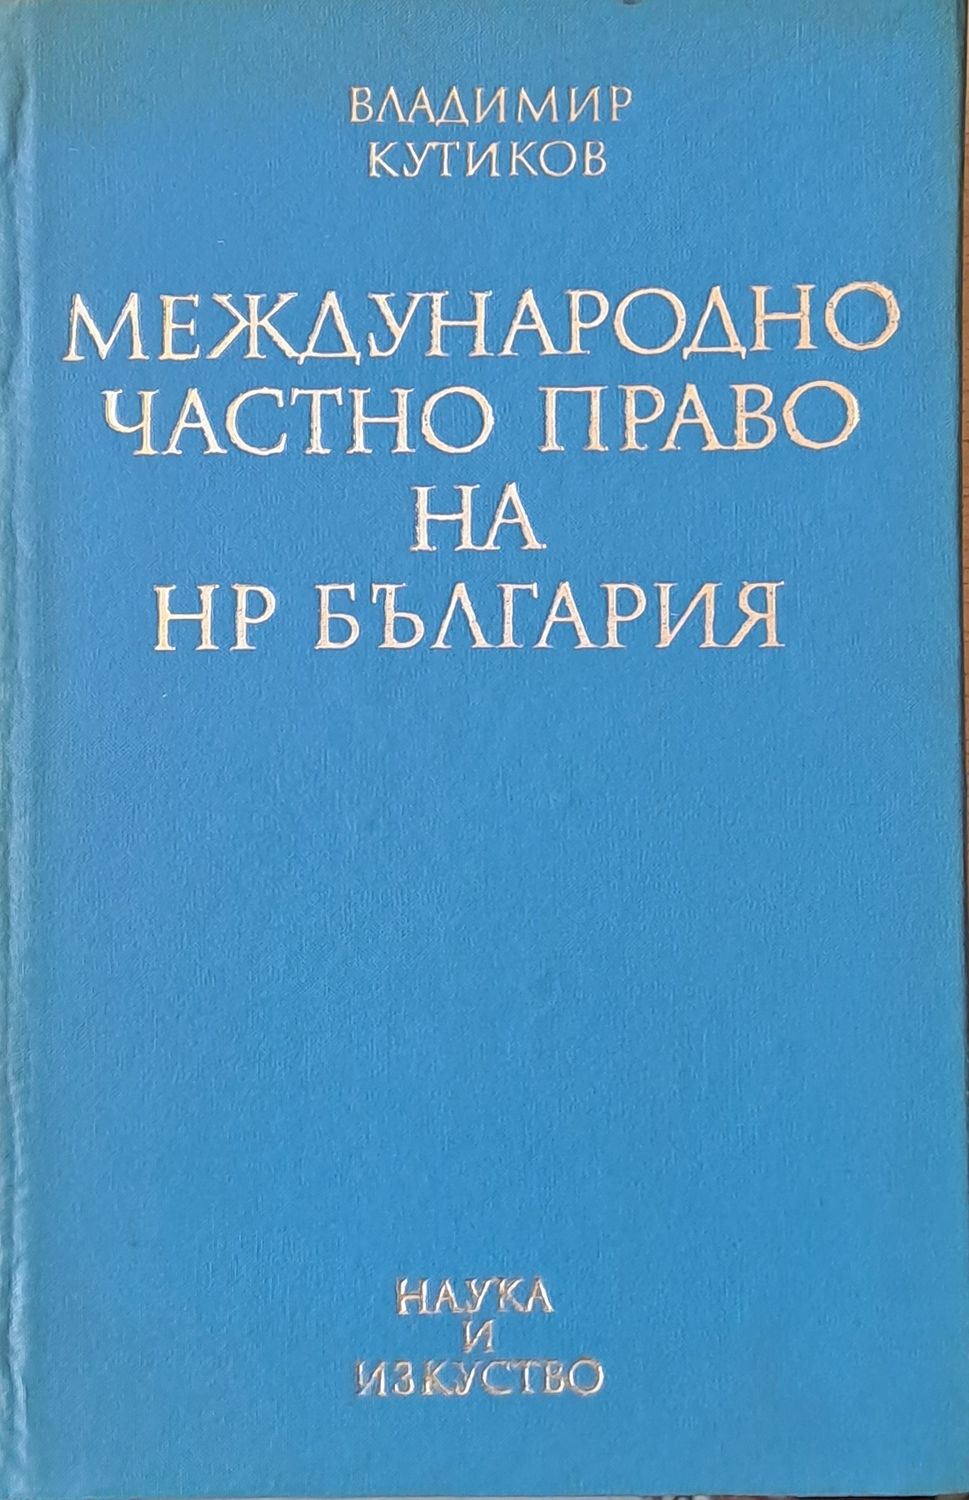 ВЛАДИМИР
КУТИКОВ
МЕЖДУНАРОДНО
ЧАСТНО ПРАВО
НА
НР БЪЛГАРИЯ
НАУКА
И
ИЗКУСТВО